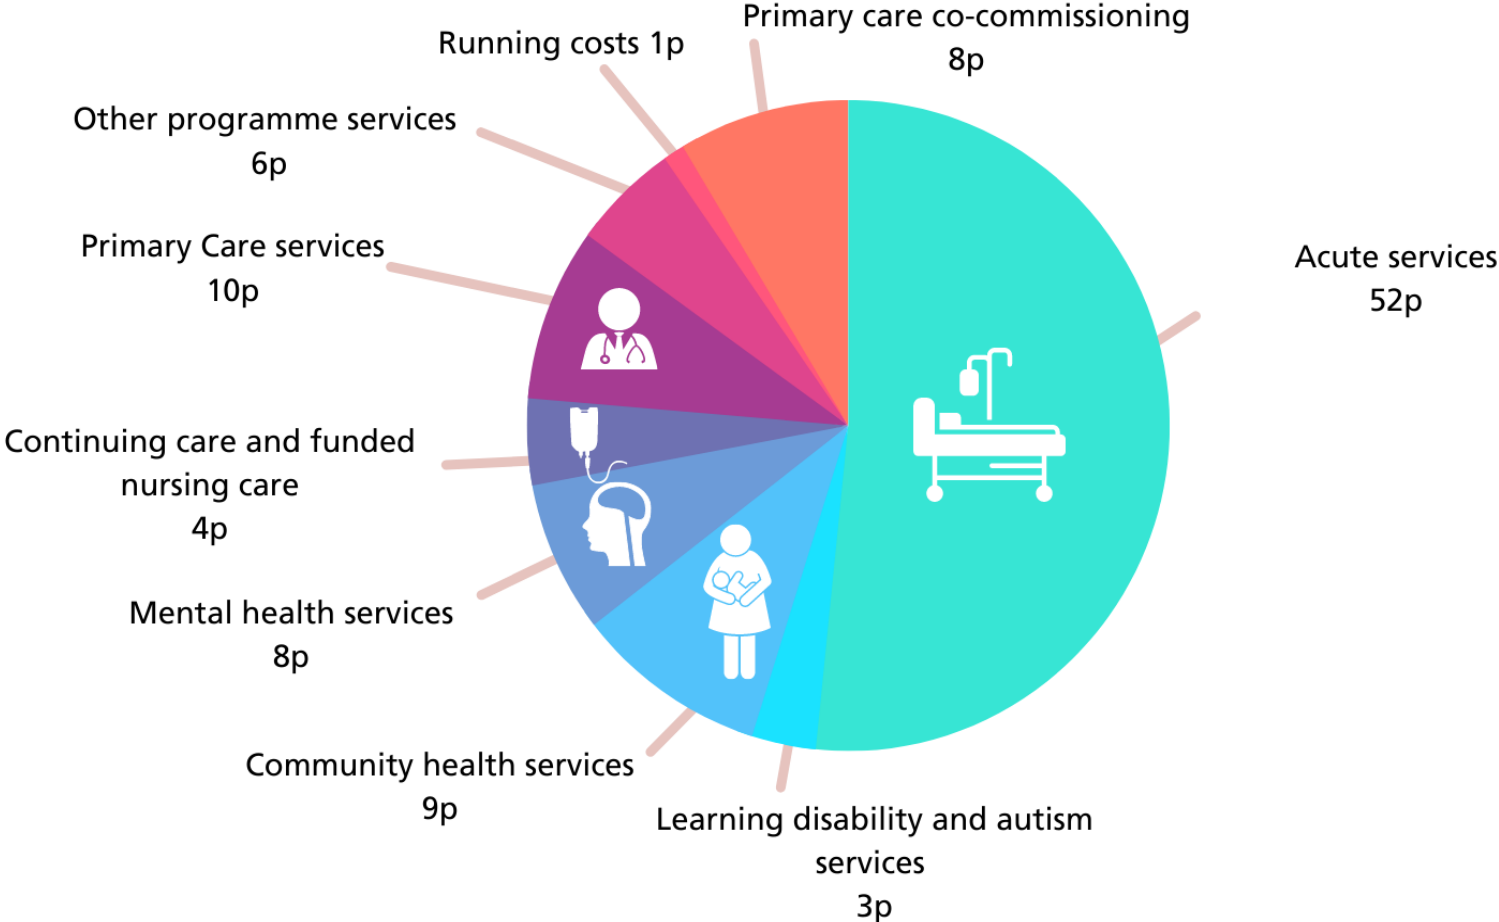 Primary care co-commissioning
8p
Running costs 1p
Other programme services
6p
Primary Care services
10p
Acute services
52p
Continuing care and funded
nursing care
4p
Mental health services
8p
Community health services
9p
Learning disability and autism
services
3p